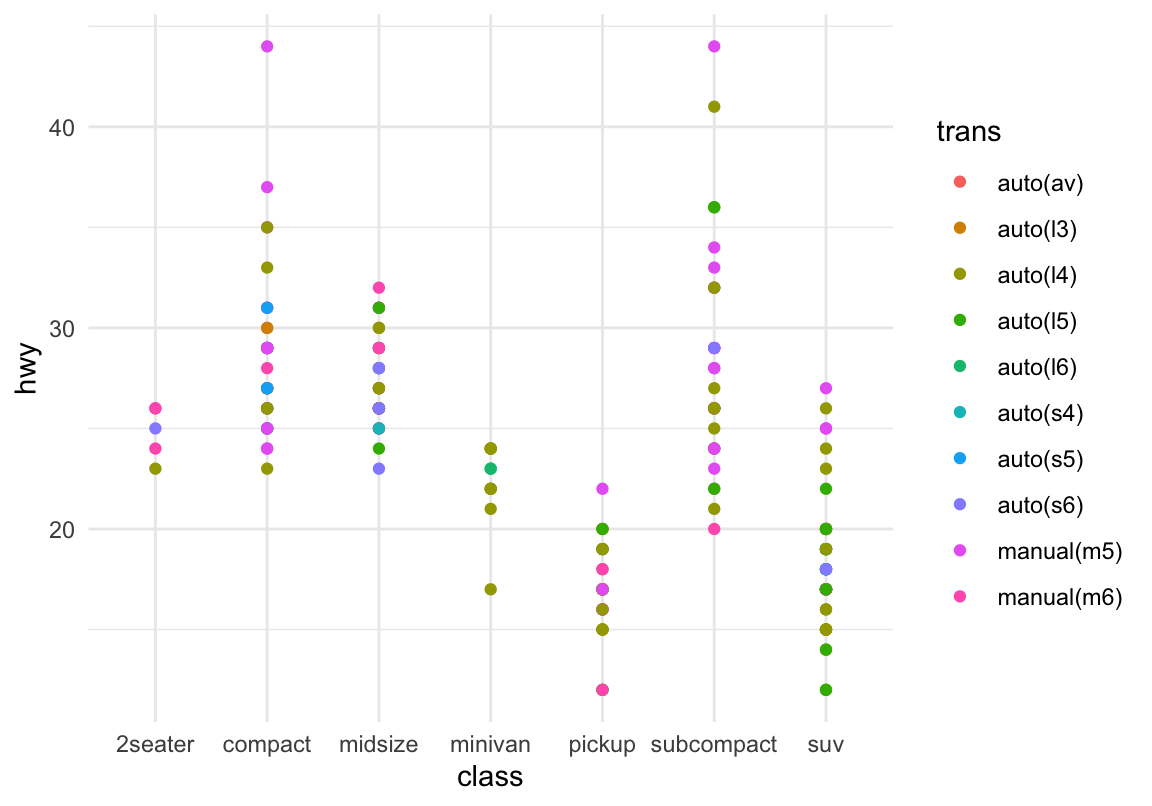 hwy
40
30
20
2seater compact midsize minivan pickup subcompact suv
class
trans
auto(av)
auto(l3)
auto(l4)
auto(l5)
auto(l6)
auto(s4)
auto(s5)
auto(s6)
manual(m5)
manual(m6)